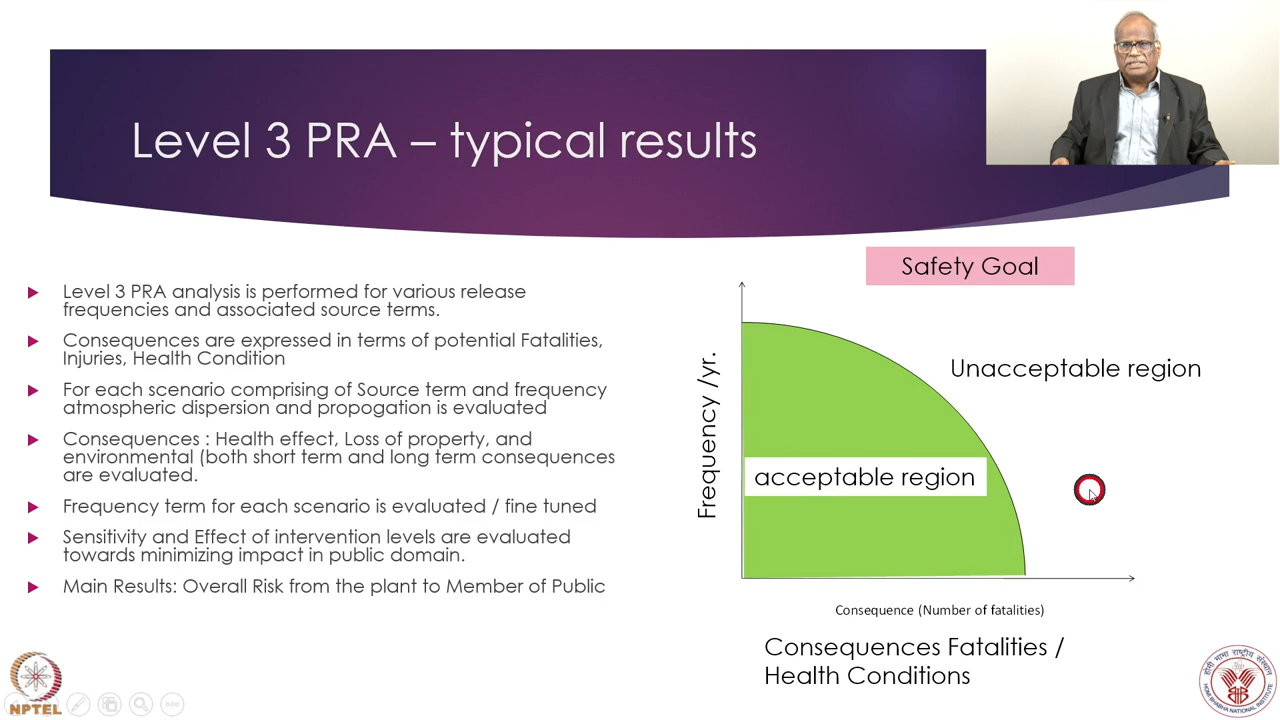 Level 3 PRA – typical results
Level 3 PRA analysis is performed for various release
frequencies and associated source terms.
Consequences are expressed in terms of potential Fatalities,
Injuries, Health Condition
For each scenario comprising of Source term and frequency
atmospheric dispersion and propogation is evaluated
Consequences : Health effect, Loss of property, and
environmental (both short term and long term consequences
are evaluated.
Frequency term for each scenario is evaluated / fine tuned
Sensitivity and Effect of intervention levels are evaluated
towards minimizing impact in public domain.
Main Results: Overall Risk from the plant to Member of Public
Safety Goal
Frequency /yr.
Unacceptable region
acceptable region
Consequence (Number of fatalities)
Consequences Fatalities /
Health Conditions
NPTEL
होमी भाभा राष्ट्रीय संस्थान
HOMI BHABHA NATIONAL INSTITUTE